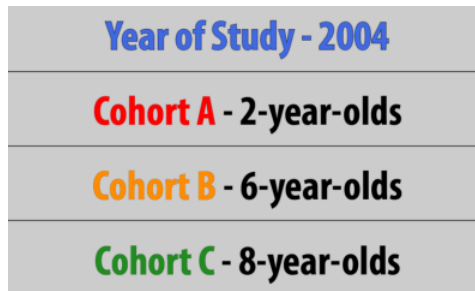 Year of Study - 2004
Cohort A - 2-year-olds
Cohort B - 6-year-olds
Cohort C - 8-year-olds